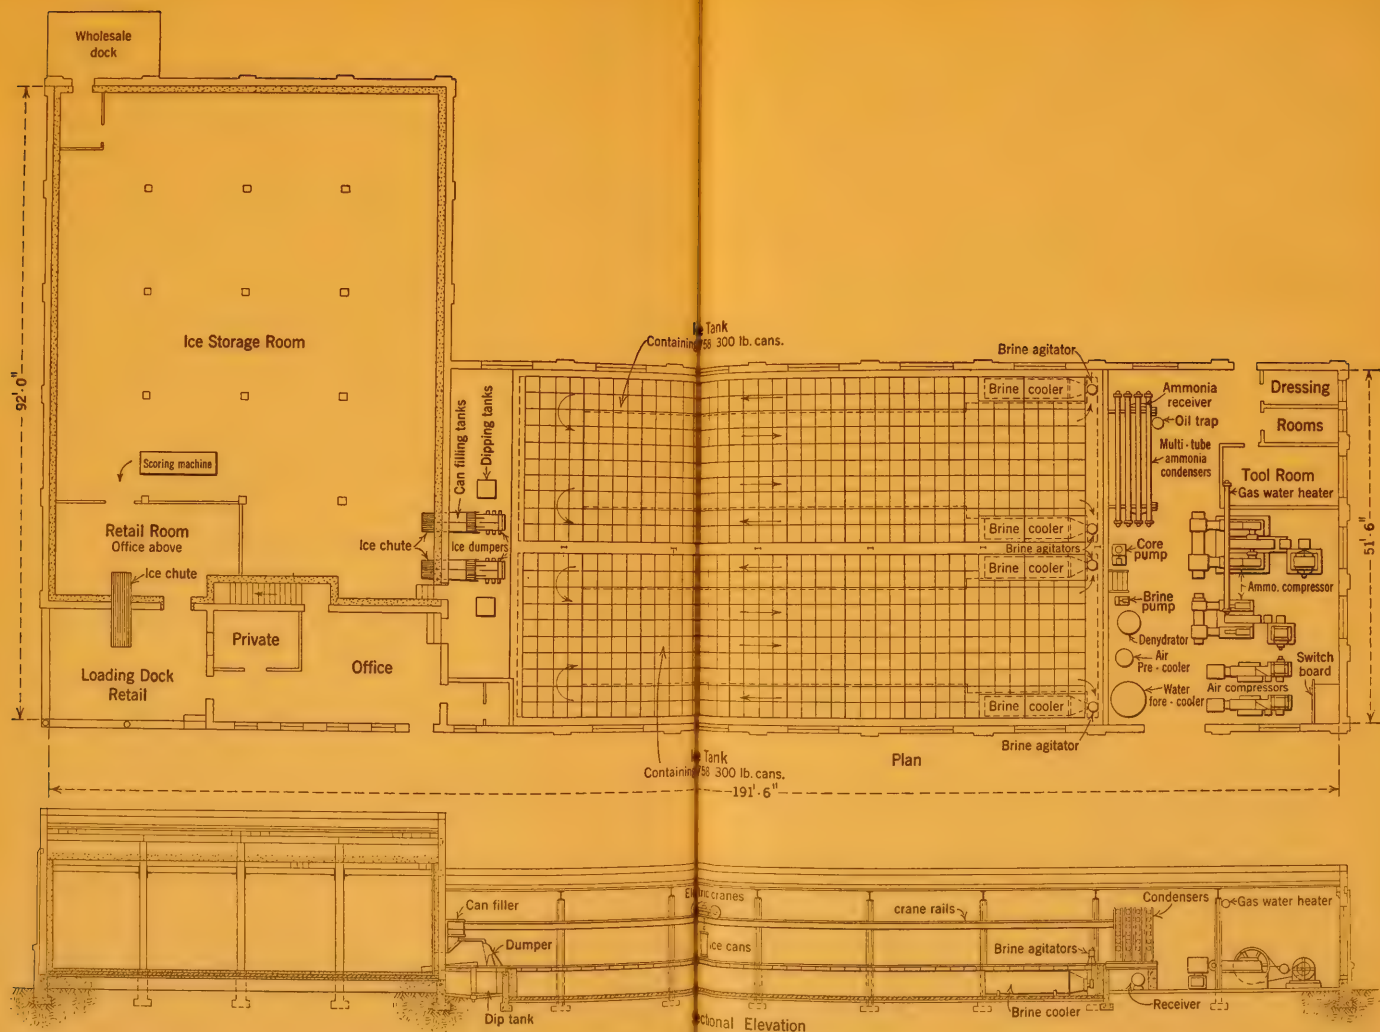 Wholesale
dock
92'-0"
Ice Storage Room
Scoring machine
Retail Room
Office above
Ice chute
Loading Dock
Retail
Private
Office
Ice chute
Can filling tanks
Dipping tanks
Ice dumpers
Tank
Containing 758 300 lb. cans.
Brine agitator
Brine cooler
Brine cooler
Brine agitators
Brine cooler
Brine cooler
Brine agitator
Tank
Containing 758 300 lb. cans.
Plan
Ammonia
receiver
Oil trap
Multi-tube
ammonia
condensers
Core
pump
Brine
pump
Denydrator
Air
Pre-cooler
Water
fore-cooler
Dressing
Rooms
Tool Room
Gas water heater
Ammo. compressor
Air compressors
Switch
board
51'-6"
191'-6"
Can filler
Dumper
Dip tank
cranes
ice cans
crane rails
Condensers
Gas water heater
Brine agitators
Brine cooler
Receiver
ctional Elevation